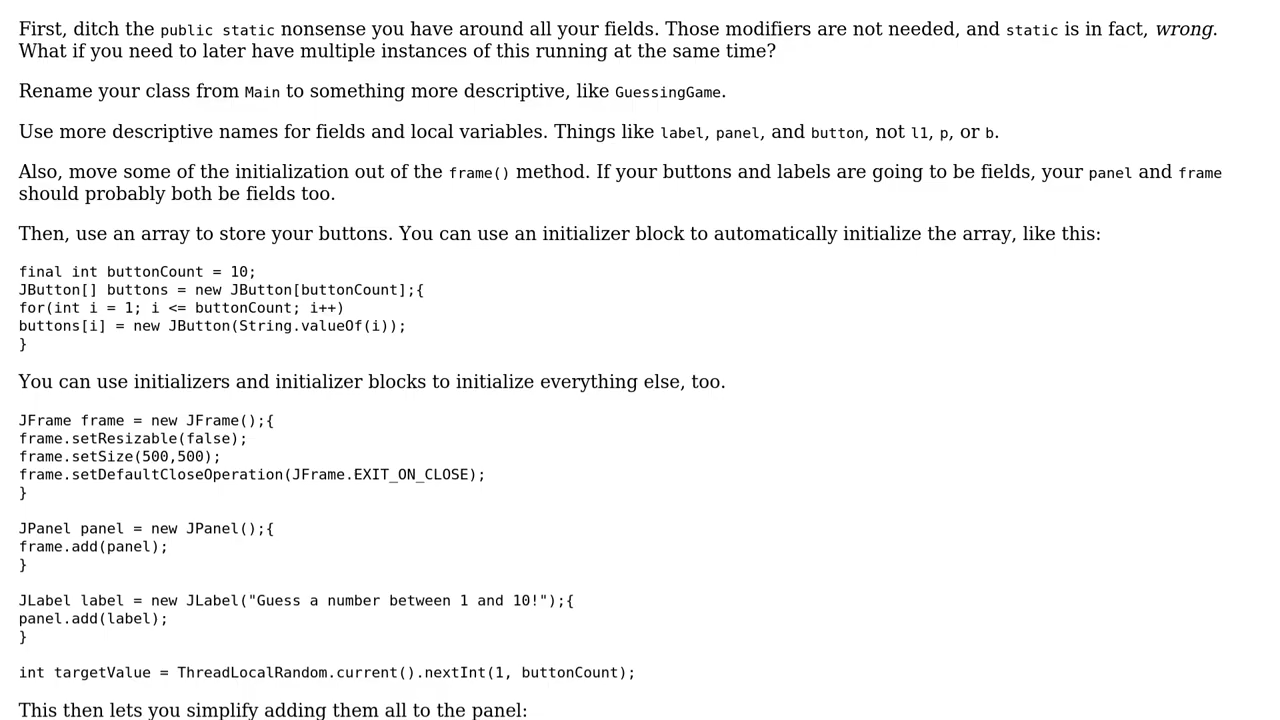 First, ditch the public static nonsense you have around all your fields. Those modifiers are not needed, and static is in fact, wrong.
What if you need to later have multiple instances of this running at the same time?
Rename your class from Main to something more descriptive, like GuessingGame.
Use more descriptive names for fields and local variables. Things like label, panel, and button, not l1, p, or b.
Also, move some of the initialization out of the frame() method. If your buttons and labels are going to be fields, your panel and frame
should probably both be fields too.
Then, use an array to store your buttons. You can use an initializer block to automatically initialize the array, like this:
final int buttonCount = 10;
JButton[] buttons = new JButton[buttonCount];{
for(int i = 1; i <= buttonCount; i++)
buttons[i] = new JButton(String.valueOf(i));
}
You can use initializers and initializer blocks to initialize everything else, too.
JFrame frame = new JFrame();{
frame.setResizable(false);
frame.setSize(500,500);
frame.setDefaultCloseOperation(JFrame.EXIT_ON_CLOSE);
}
JPanel panel = new JPanel();{
frame.add(panel);
}
JLabel label = new JLabel("Guess a number between 1 and 10!");{
panel.add(label);
}
int targetValue = ThreadLocalRandom.current().nextInt(1, buttonCount);
This then lets you simplify adding them all to the panel: